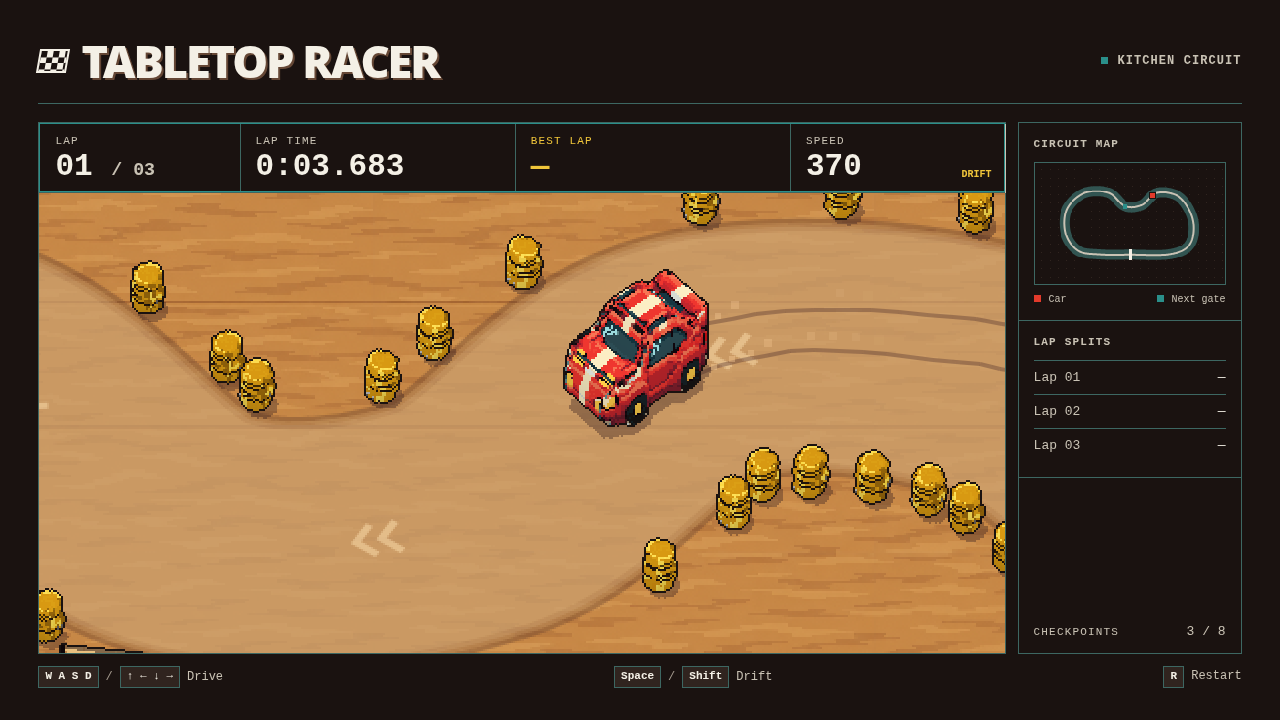 TABLETOP RACER
KITCHEN CIRCUIT
LAP
01 / 03
LAP TIME
0:03.683
BEST LAP
—
SPEED
370
DRIFT
CIRCUIT MAP
Car
Next gate
LAP SPLITS
Lap 01 —
Lap 02 —
Lap 03 —
CHECKPOINTS 3 / 8
W A S D / ↑ ← ↓ → Drive
Space / Shift Drift
R Restart